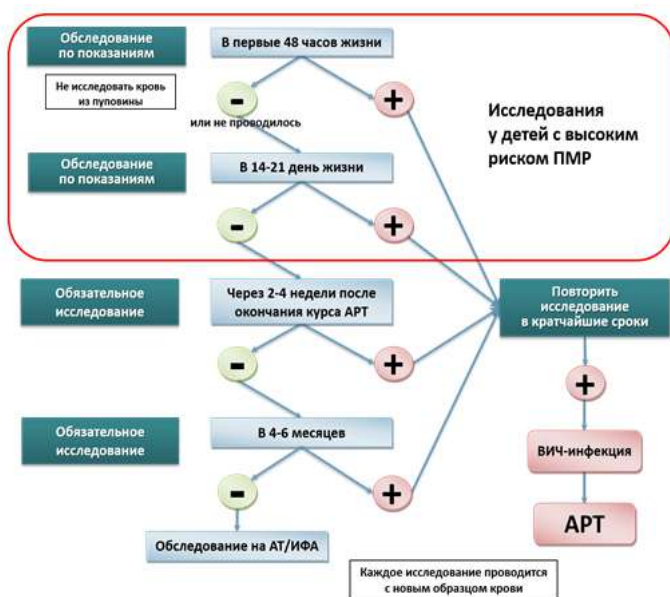 Обследование
по показаниям
В первые 48 часов жизни
Не исследовать кровь
из пуповины
-
+
или не проводилось
Исследования
у детей с высоким
риском ПМР
Обследование
по показаниям
В 14-21 день жизни
-
+
Обязательное
исследование
Через 2-4 недели после
окончания курса АРТ
Повторить
исследование
в кратчайшие сроки
-
+
+
Обязательное
исследование
В 4-6 месяцев
ВИЧ-инфекция
-
+
АРТ
Обследование на АТ/ИФА
Каждое исследование проводится
с новым образцом крови